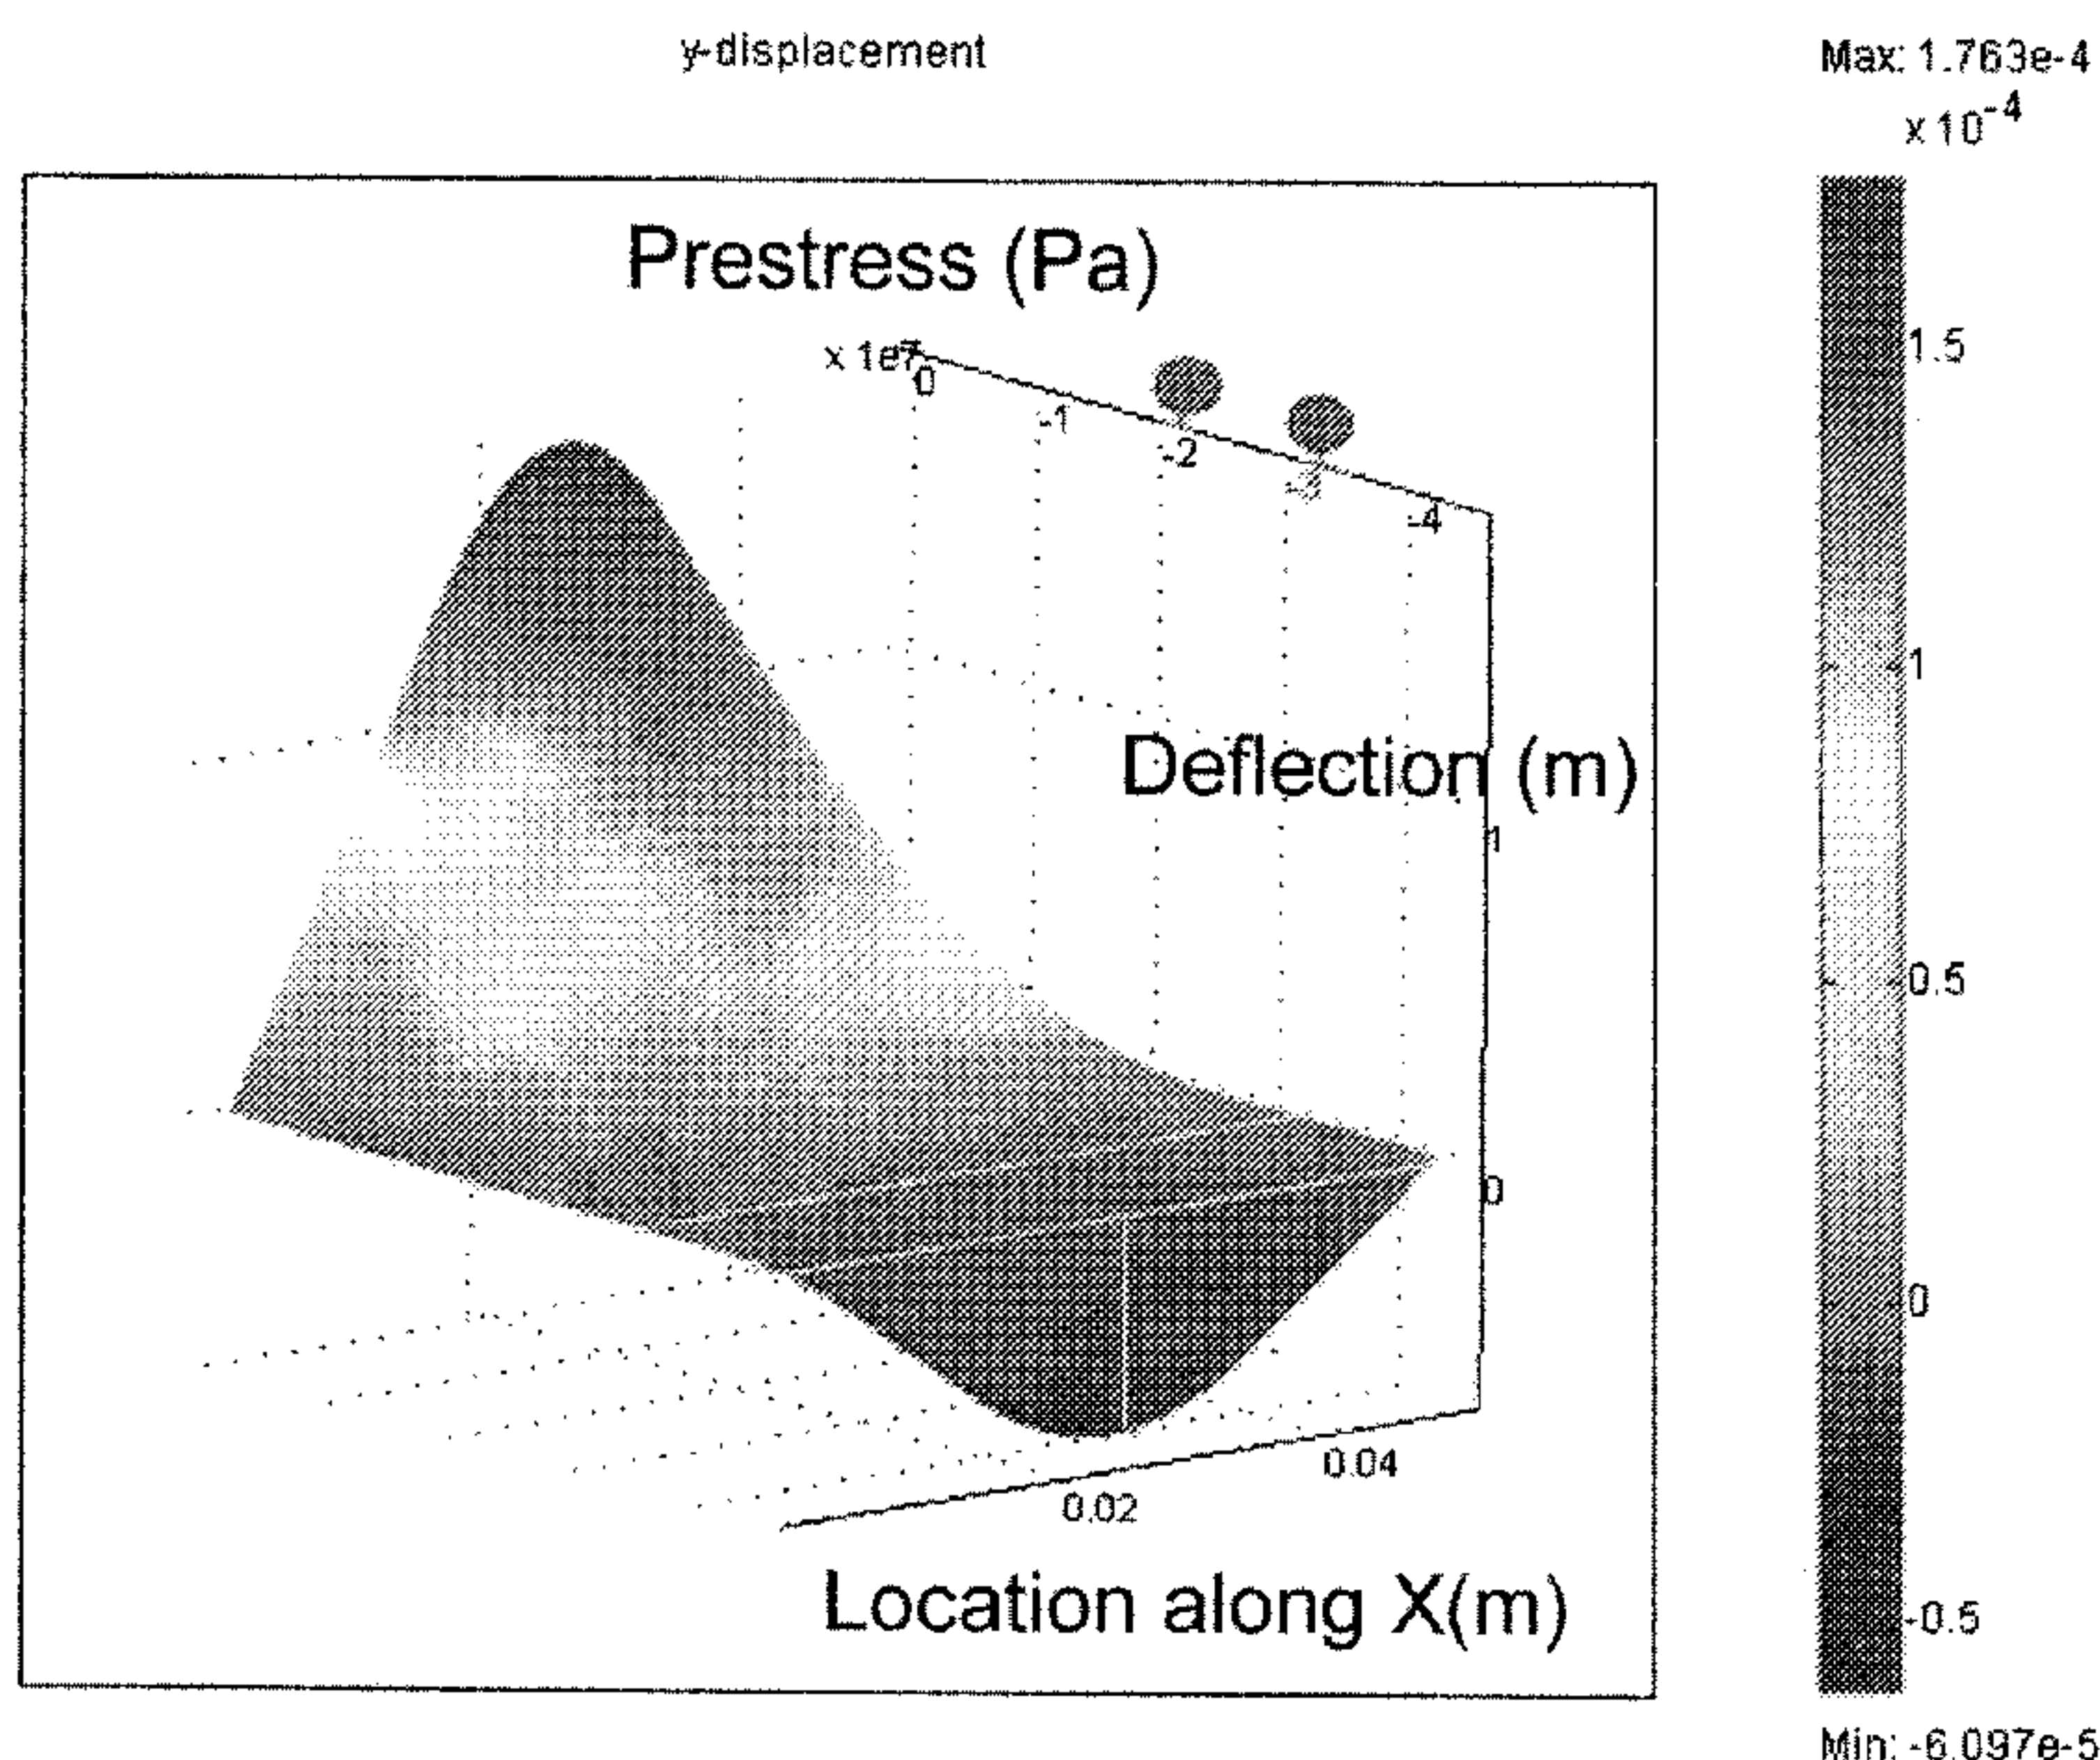 y-displacement
Max: 1.763e-4
x 10-4
Prestress (Pa)
x 1e7
0
-1
-2
-3
-4
1.5
1
0.5
0
-0.5
Deflection (m)
1
0
0.04
0.02
Location along X(m)
Min: -6.097e-5